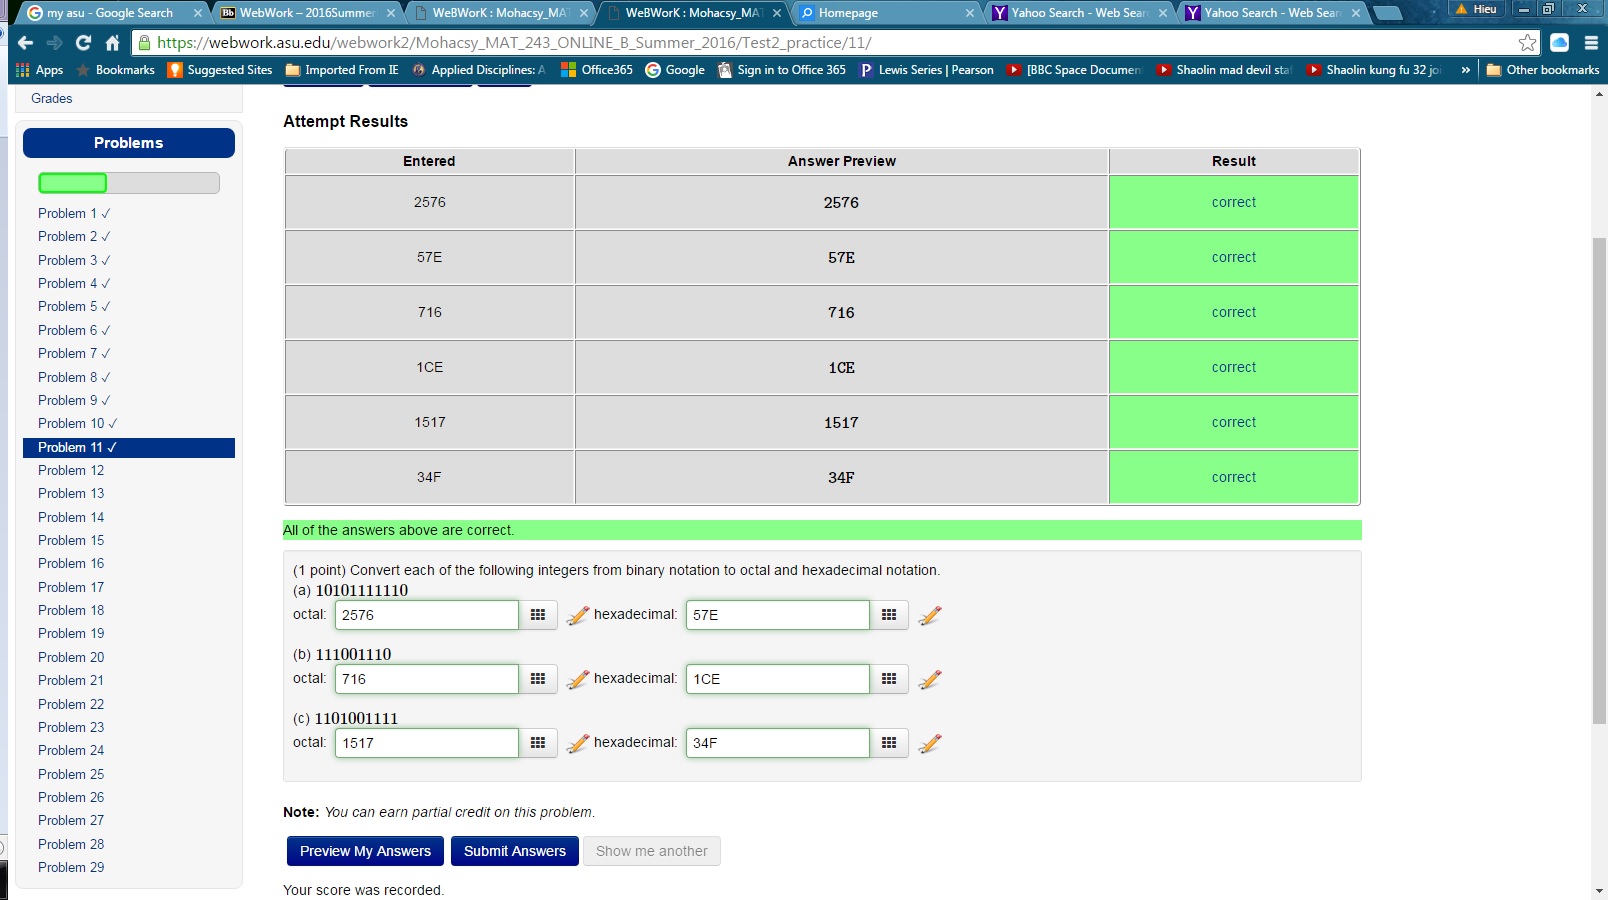 my asu - Google Search
WebWork – 2016Summer
WeBWorK : Mohacsy_MAT
WeBWorK : Mohacsy_MAT
Homepage
Yahoo Search - Web Sear
Yahoo Search - Web Sear
Hieu
https://webwork.asu.edu/webwork2/Mohacsy_MAT_243_ONLINE_B_Summer_2016/Test2_practice/11/
Apps Bookmarks Suggested Sites Imported From IE Applied Disciplines: A Office365 Google Sign in to Office 365 Lewis Series | Pearson [BBC Space Documen Shaolin mad devil sta Shaolin kung fu 32 joi » Other bookmarks
Grades
Problems
Problem 1 ✓
Problem 2 ✓
Problem 3 ✓
Problem 4 ✓
Problem 5 ✓
Problem 6 ✓
Problem 7 ✓
Problem 8 ✓
Problem 9 ✓
Problem 10 ✓
Problem 11 ✓
Problem 12
Problem 13
Problem 14
Problem 15
Problem 16
Problem 17
Problem 18
Problem 19
Problem 20
Problem 21
Problem 22
Problem 23
Problem 24
Problem 25
Problem 26
Problem 27
Problem 28
Problem 29
Attempt Results
Entered Answer Preview Result
2576 2576 correct
57E 57E correct
716 716 correct
1CE 1CE correct
1517 1517 correct
34F 34F correct
All of the answers above are correct.
(1 point) Convert each of the following integers from binary notation to octal and hexadecimal notation.
(a) 10101111110
octal: 2576 hexadecimal: 57E
(b) 111001110
octal: 716 hexadecimal: 1CE
(c) 1101001111
octal: 1517 hexadecimal: 34F
Note: You can earn partial credit on this problem.
Preview My Answers Submit Answers Show me another
Your score was recorded.